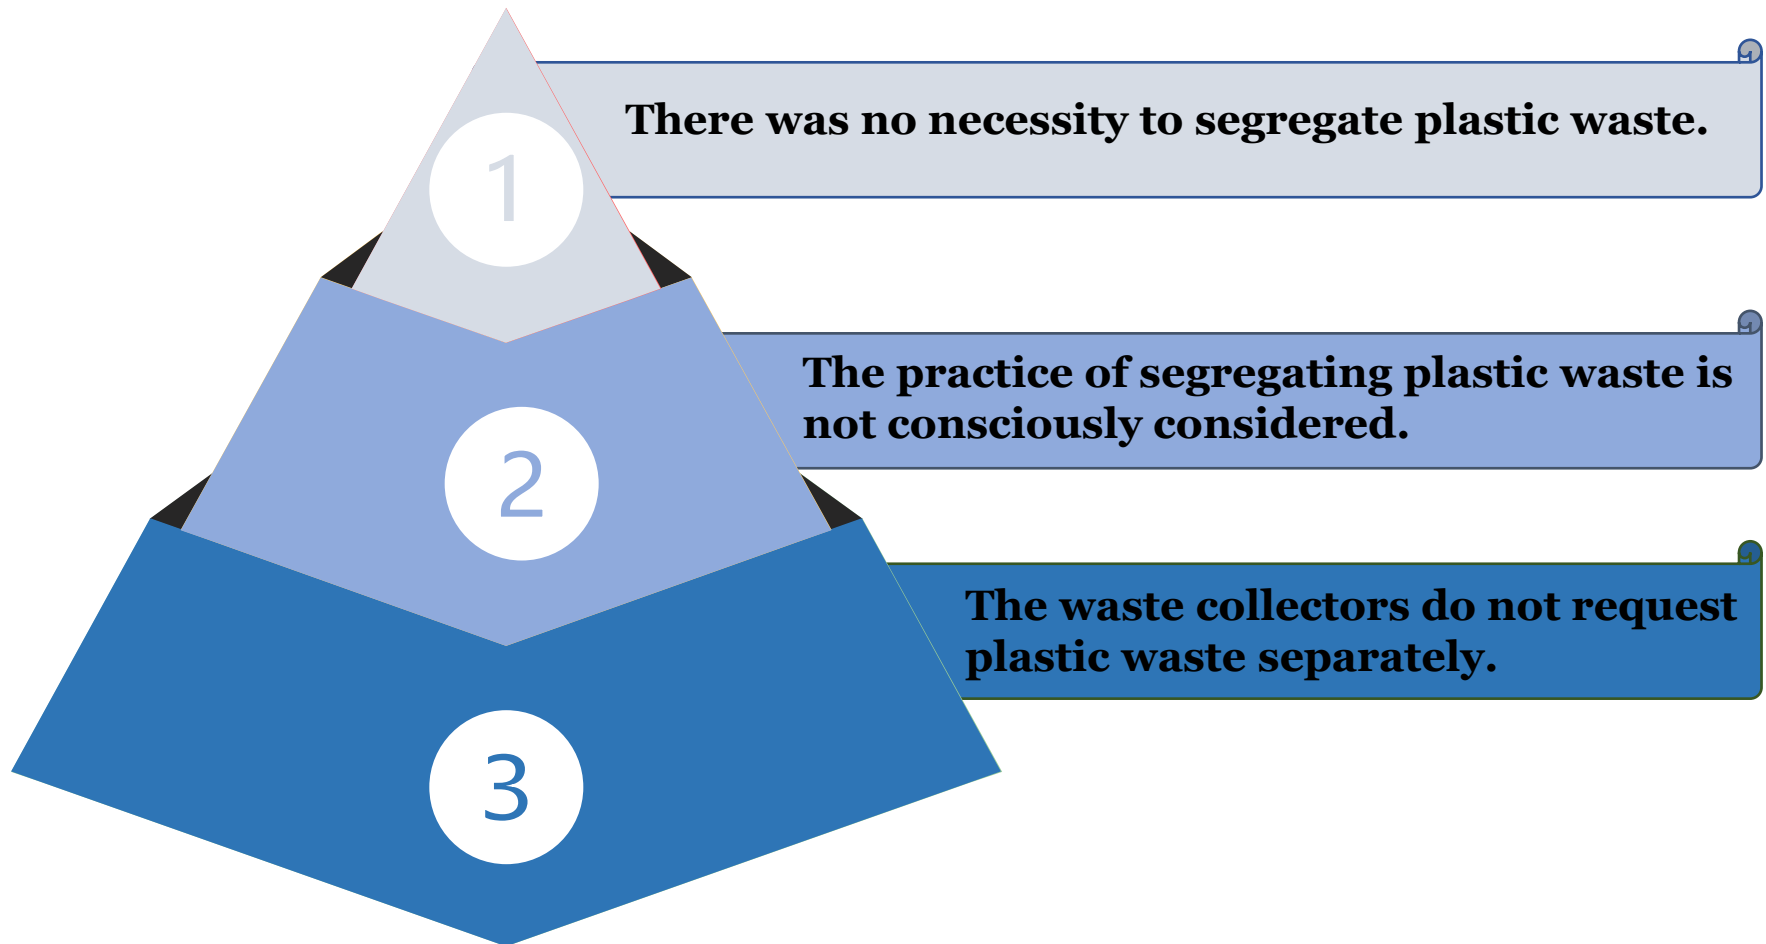 1
There was no necessity to segregate plastic waste.
2
The practice of segregating plastic waste is
not consciously considered.
3
The waste collectors do not request
plastic waste separately.